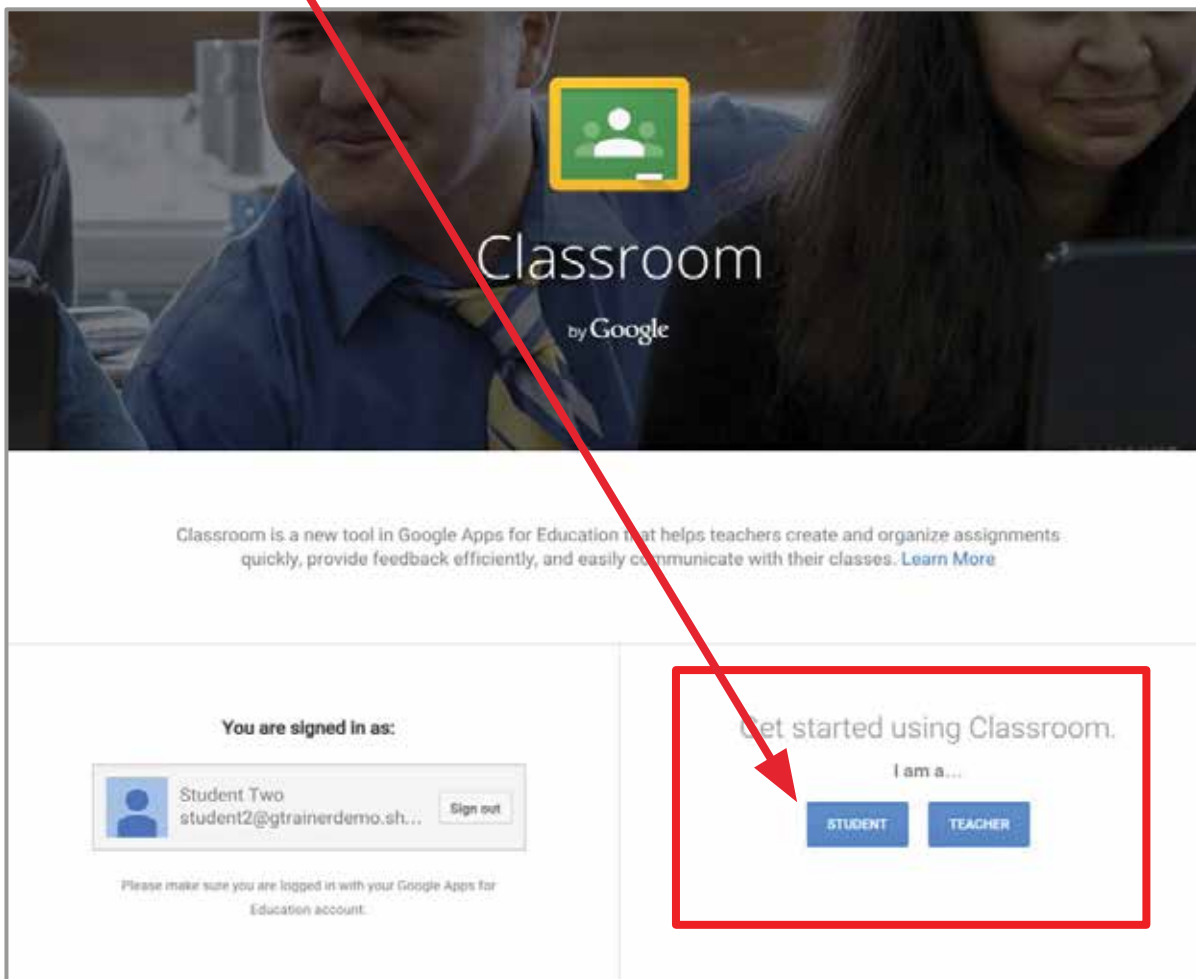 Classroom
by Google
Classroom is a new tool in Google Apps for Education that helps teachers create and organize assignments
quickly, provide feedback efficiently, and easily communicate with their classes. Learn More
You are signed in as:
Student Two
student2@gtrainerdemo.sh...
Sign out
Please make sure you are logged in with your Google Apps for
Education account.
Get started using Classroom.
I am a...
STUDENT
TEACHER